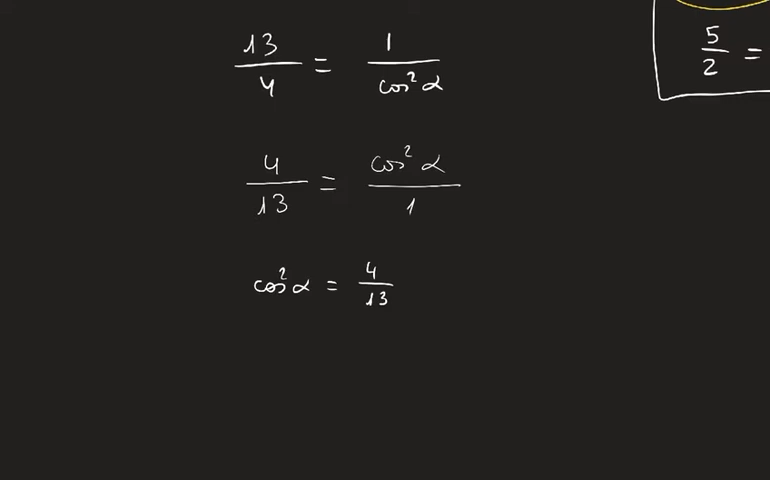 13/4 = 1/cos²α
5/2 =
4/13 = cos²α/1
cos²α = 4/13